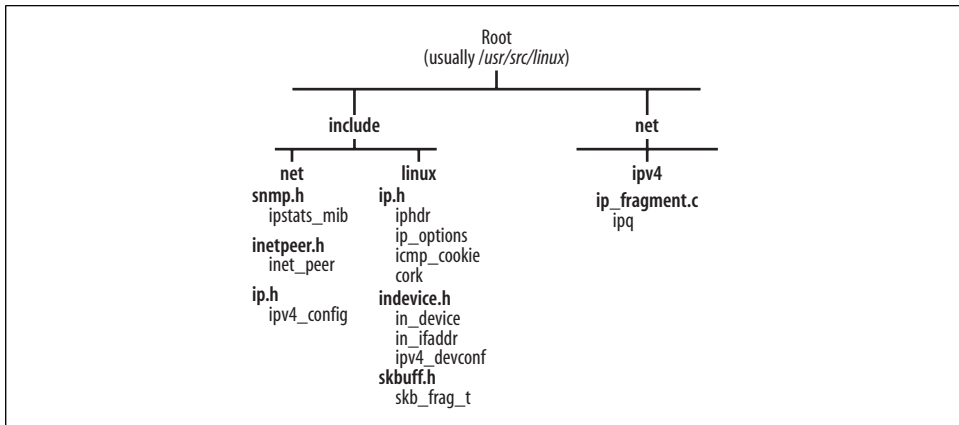 Root
(usually /usr/src/linux)
include
net
net
linux
ipv4
snmp.h
ipstats_mib
inetpeer.h
inet_peer
ip.h
ipv4_config
ip.h
iphdr
ip_options
icmp_cookie
cork
indevice.h
in_device
in_ifaddr
ipv4_devconf
skbuff.h
skb_frag_t
ip_fragment.c
ipq